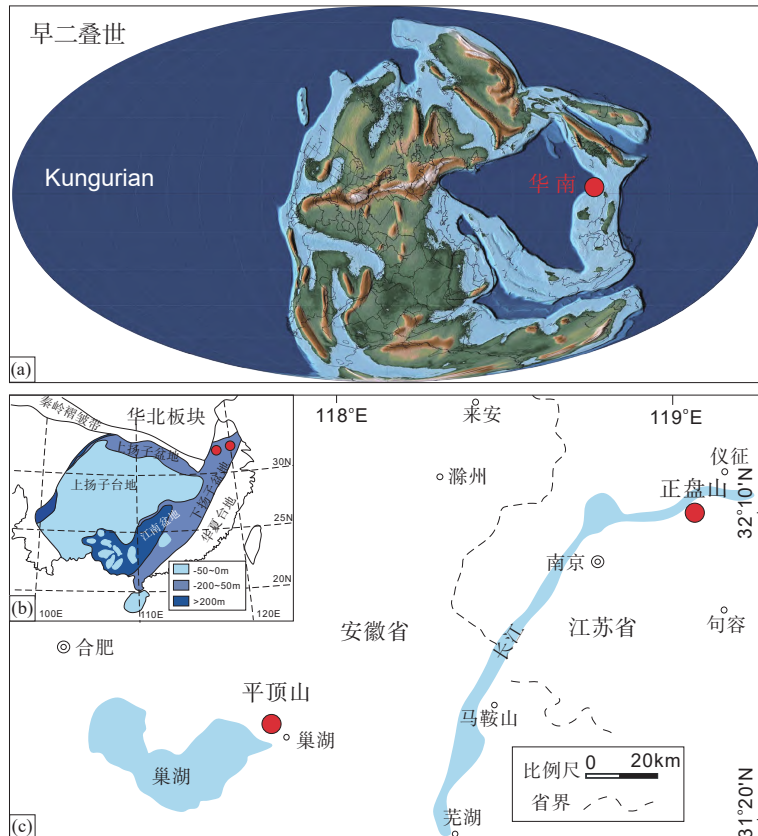 早二叠世
Kungurian
华南
(a)
118°E
119°E
来安
滁州
仪征
正盘山
32°10'N
南京
长江
安徽省
江苏省
句容
合肥
平顶山
巢湖
巢湖
马鞍山
芜湖
31°20'N
比例尺 0 20km
省界
(c)
秦岭褶皱带
华北板块
上扬子盆地
上扬子台地
下扬子盆地
江南盆地
华夏台地
30N
25N
20N
-50~0m
-200~50m
>200m
100E
110E
120E
(b)